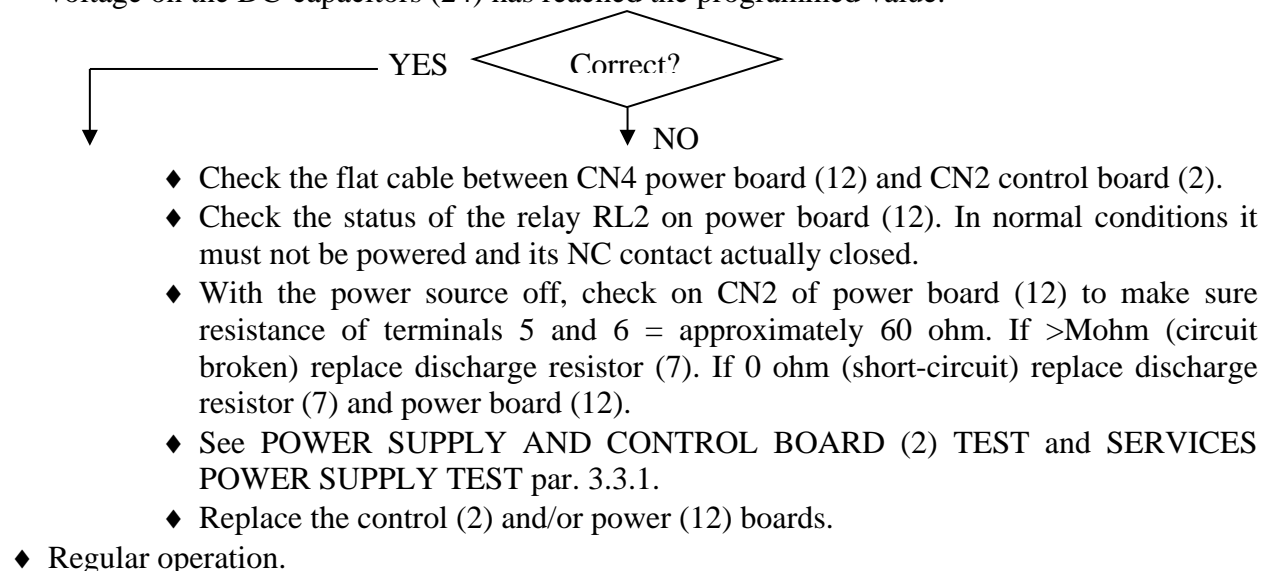 voltage on the DC capacitors (24) has reached the programmed value.
YES Correct?
NO
♦ Check the flat cable between CN4 power board (12) and CN2 control board (2).
♦ Check the status of the relay RL2 on power board (12). In normal conditions it
must not be powered and its NC contact actually closed.
♦ With the power source off, check on CN2 of power board (12) to make sure
resistance of terminals 5 and 6 = approximately 60 ohm. If >Mohm (circuit
broken) replace discharge resistor (7). If 0 ohm (short-circuit) replace discharge
resistor (7) and power board (12).
♦ See POWER SUPPLY AND CONTROL BOARD (2) TEST and SERVICES
POWER SUPPLY TEST par. 3.3.1.
♦ Replace the control (2) and/or power (12) boards.
♦ Regular operation.